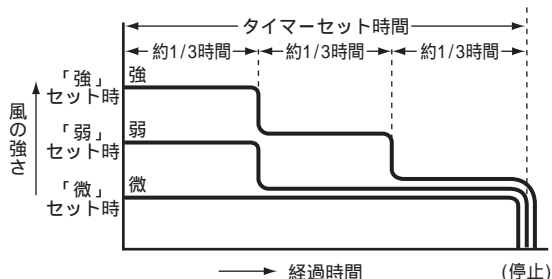 タイマーセット時間
約1/3時間 約1/3時間 約1/3時間
風の強さ
「強」
セット時
強
「弱」
セット時
弱
「微」
セット時
微
経過時間
(停止)